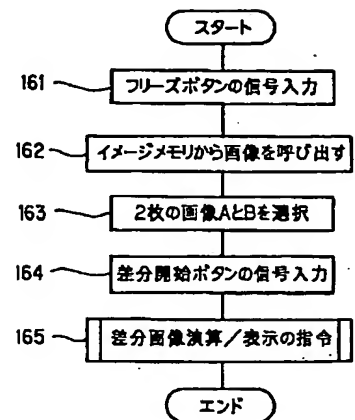 スタート
161 フリーズボタンの信号入力
162 イメージメモリから画像を呼び出す
163 2枚の画像AとBを選択
164 差分開始ボタンの信号入力
165 差分画像演算/表示の指令
エンド